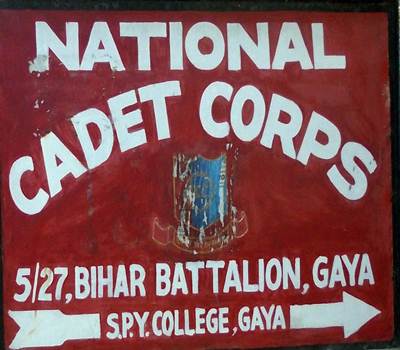 NATIONAL
CADET CORPS
5/27, BIHAR BATTALION, GAYA
S.P.Y. COLLEGE, GAYA